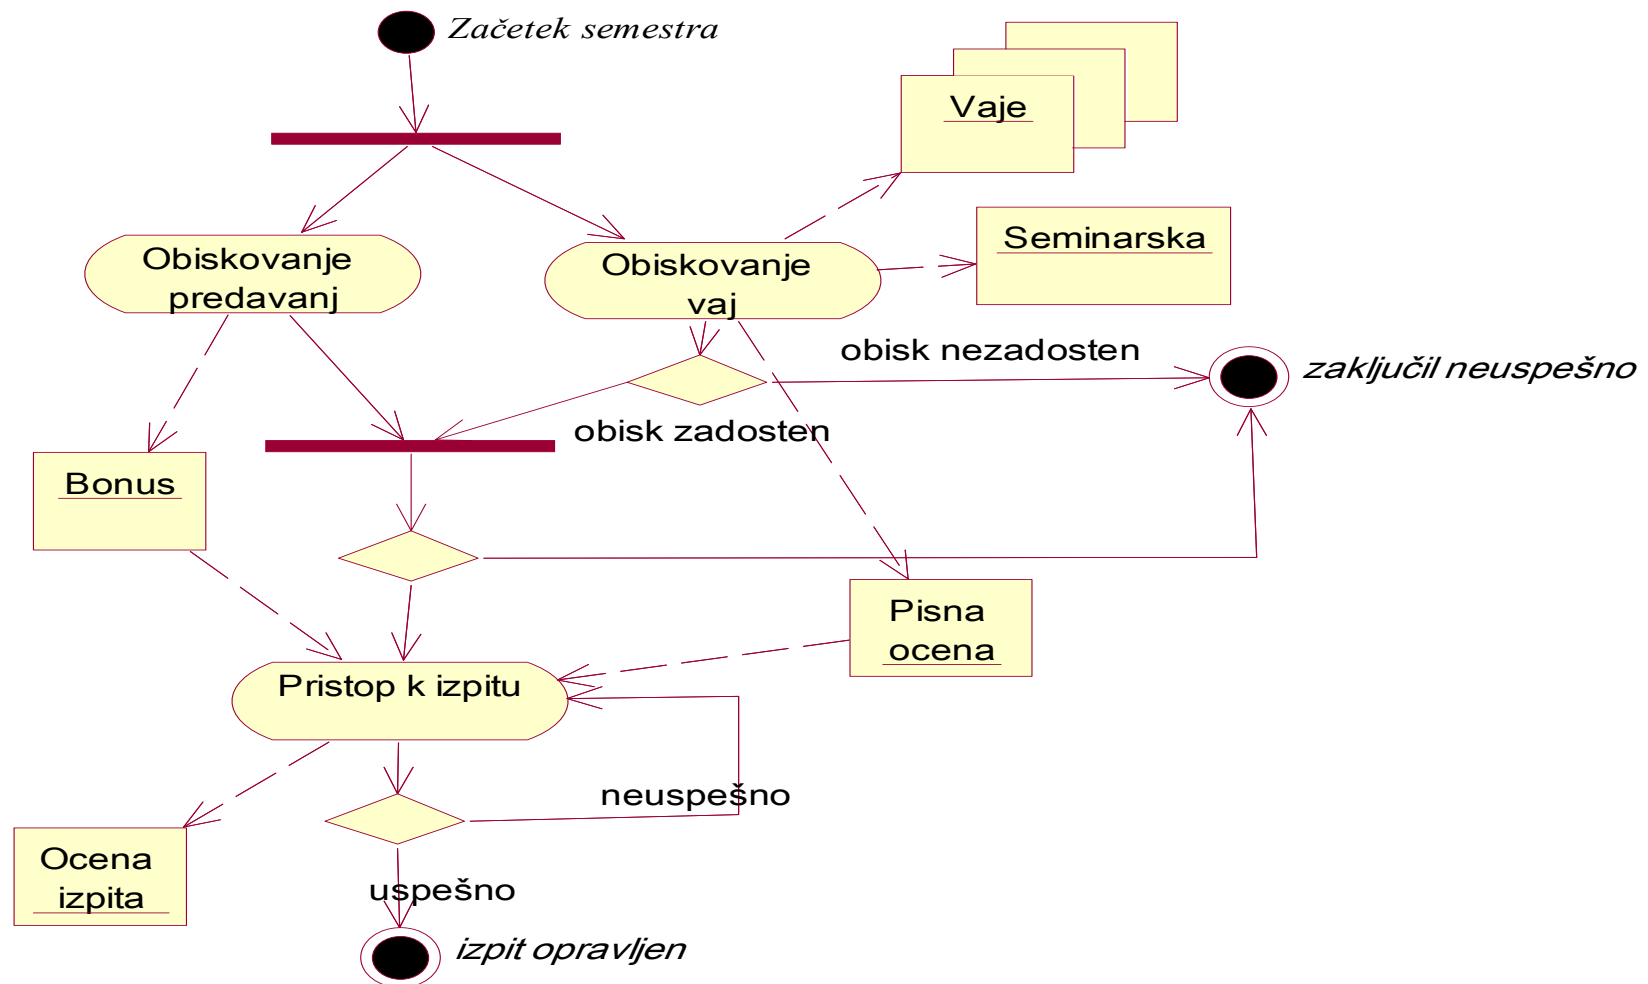 Začetek semestra
Vaje
Seminarska
Obiskovanje
predavanj
Obiskovanje
vaj
obisk nezadosten
zaključil neuspešno
obisk zadosten
Bonus
Pisna
ocena
Pristop k izpitu
neuspešno
Ocena
izpita
uspešno
izpit opravljen